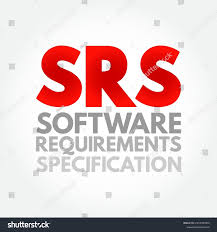 SRS
SOFTWARE
REQUIREMENTS
SPECIFICATION
shutterstock